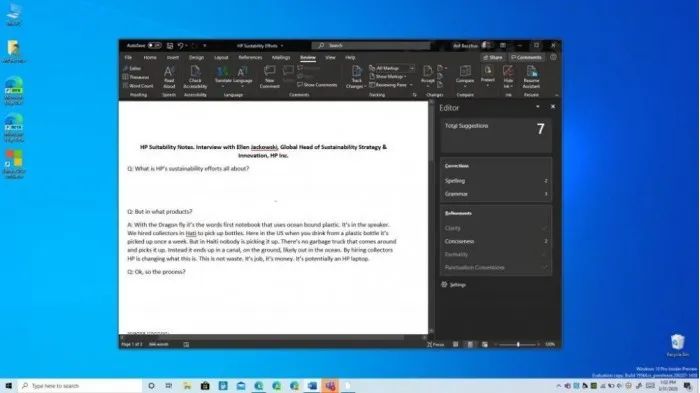 AutoSave
HP Sustability Efforts
Search
File Home Insert Design Layout References Mailings Review View Help
Share Comments
Editor
Thesaurus
Word Count
Read Aloud
Check Accessibility
Translate Language
New Comment
Show Comments
Track Changes
All Markup
Show Markup
Reviewing Pane
Accept
Compare
Protect
Hide Ink
Resume Assistant
Proofing Speech Accessibility Language Comments Tracking Changes Compare Ink Resume
HP Suitability Notes. Interview with Ellen Jackowski, Global Head of Sustainability Strategy &
Innovation, HP Inc.
Q: What is HP's sustainability efforts all about?
Q: But in what products?
A: With the Dragon fly it's the words first notebook that uses ocean bound plastic. It's in the speaker.
We hired collectors in Hati to pick up bottles. Here in the US when you drink from a plastic bottle it's
picked up once a week. But in Haiti nobody is picking it up. There's no garbage truck that comes around
and picks it up. Instead it ends up in a canal, on the ground, likely out in the ocean. By hiring collectors
HP is changing what this is. This is not waste. It's job, it's money. It's potentially an HP laptop.
Q: Ok, so the process?
Editor
Total Suggestions
7
Corrections
Spelling 2
Grammar 3
Refinements
Clarity
Conciseness 2
Formality
Punctuation Conventions
Settings
Focus
Recycle Bin
Windows 10 Pro Insider Preview
Type here to search